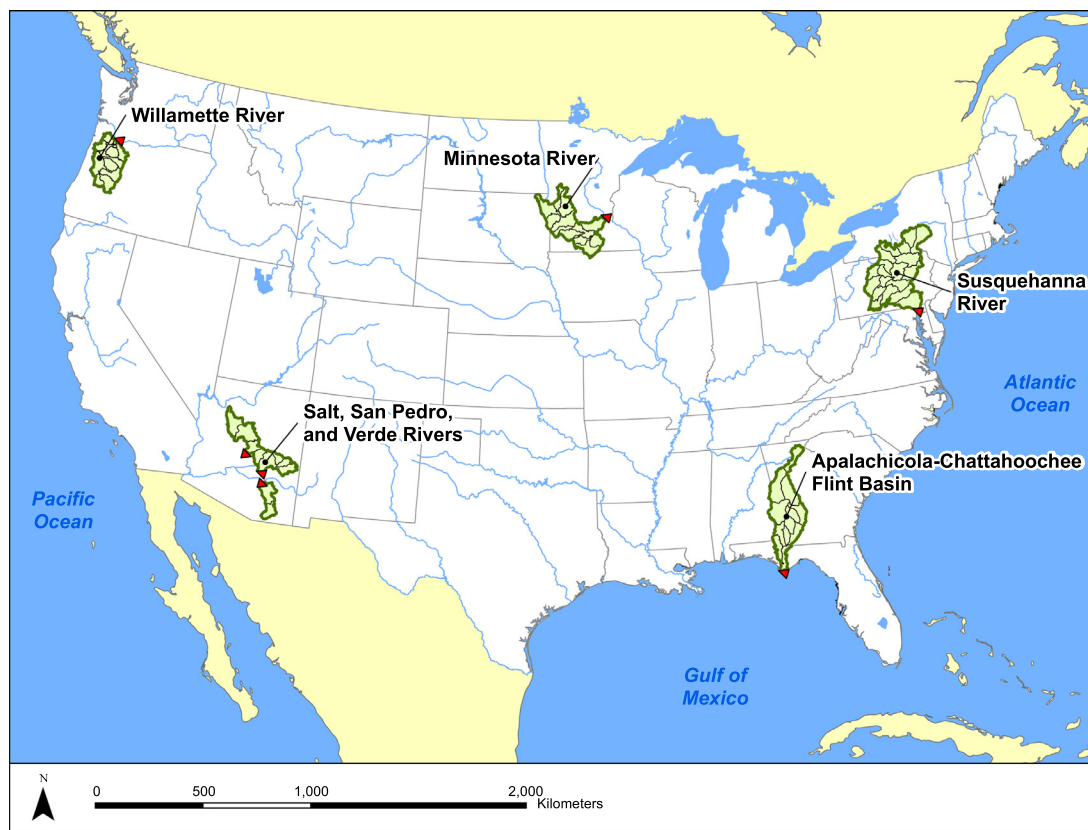 Willamette River
Minnesota River
Susquehanna
River
Salt, San Pedro,
and Verde Rivers
Atlantic
Ocean
Apalachicola-Chattahoochee
Flint Basin
Pacific
Ocean
Gulf of
Mexico
N
0 500 1,000 2,000
Kilometers